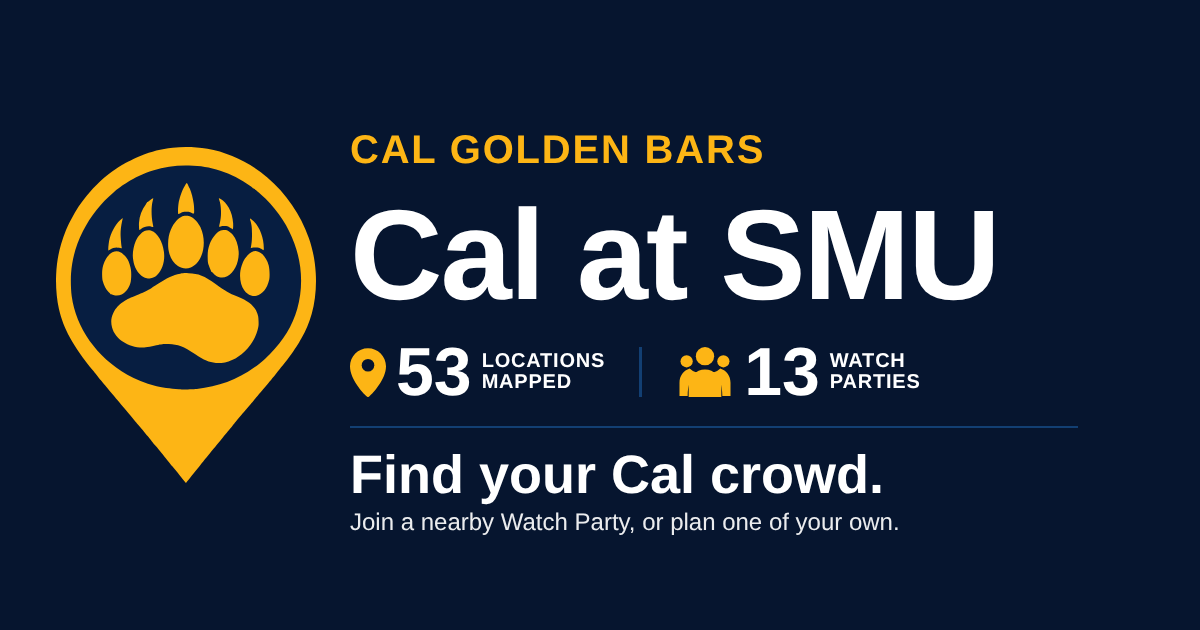 CAL GOLDEN BARS
Cal at SMU
53 LOCATIONS MAPPED
13 WATCH PARTIES
Find your Cal crowd.
Join a nearby Watch Party, or plan one of your own.